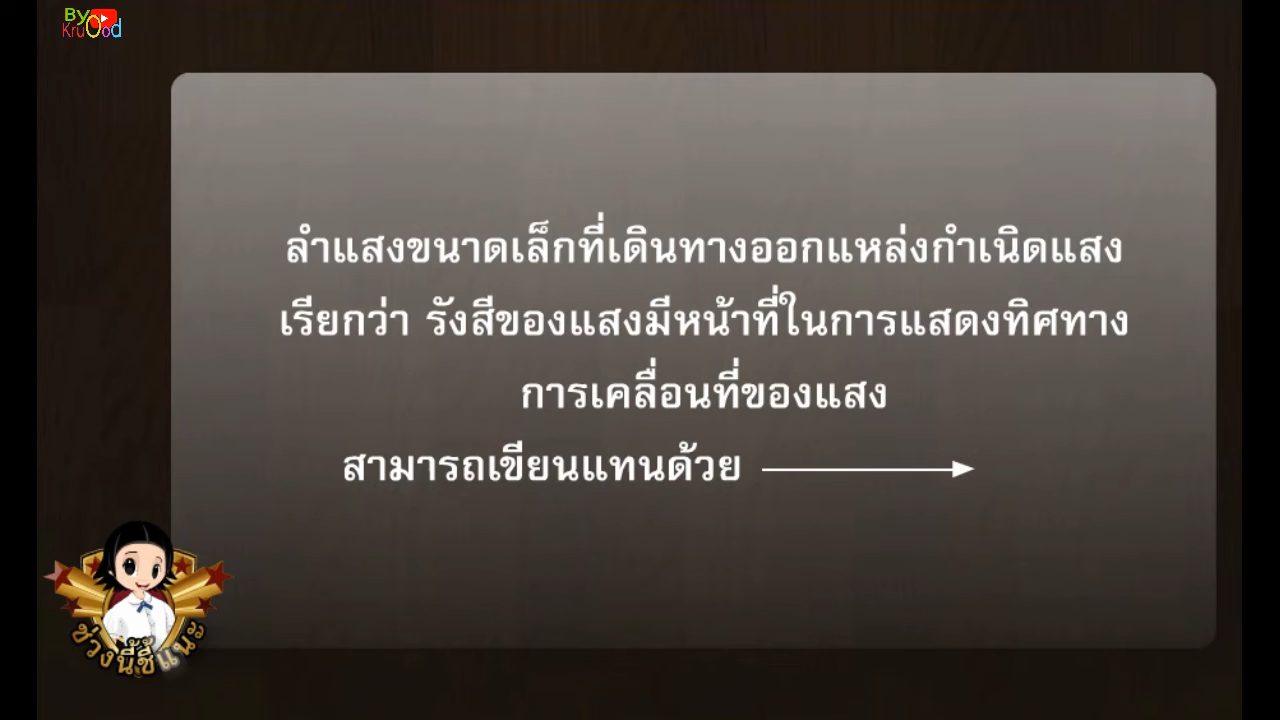 By
KruOod
ลำแสงขนาดเล็กที่เดินทางออกแหล่งกำเนิดแสง
เรียกว่า รังสีของแสงมีหน้าที่ในการแสดงทิศทาง
การเคลื่อนที่ของแสง
สามารถเขียนแทนด้วย
ช่วงนี้ชี้แนะ